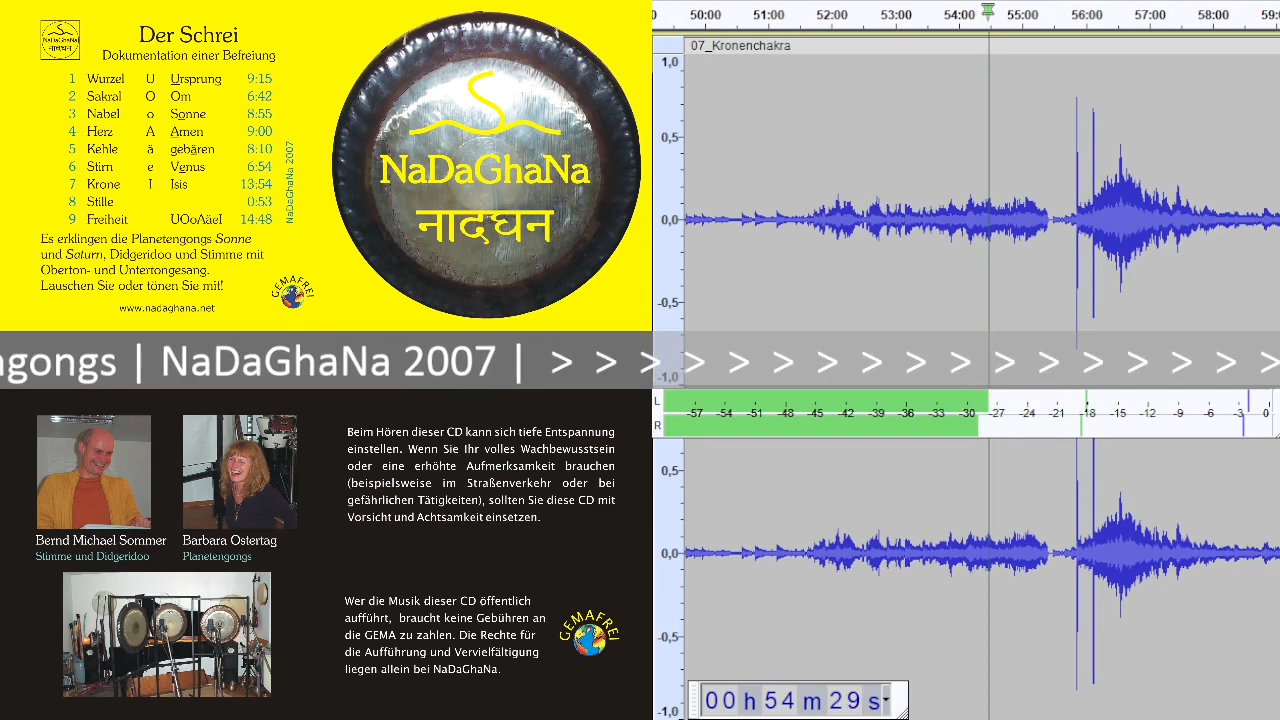 NaDaGhaNa
नादघन
Der Schrei
Dokumentation einer Befreiung
1 Wurzel U Ursprung 9:15
2 Sakral O Om 6:42
3 Nabel o Sonne 8:55
4 Herz A Amen 9:00
5 Kehle ä gebären 8:10
6 Stirn e Venus 6:54
7 Krone I Isis 13:54
8 Stille 0:53
9 Freiheit UOoAäeI 14:48
NaDaGhaNa 2007
Es erklingen die Planetengongs Sonne
und Saturn, Didgeridoo und Stimme mit
Oberton- und Untertongesang.
Lauschen Sie oder tönen Sie mit!
www.nadaghana.net
GEMAFREI
NaDaGhaNa
नादघन
ngongs | NaDaGhaNa 2007 | > > > > > > > > > > > > > > > > >
Bernd Michael Sommer
Stimme und Didgeridoo
Barbara Ostertag
Planetengongs
Beim Hören dieser CD kann sich tiefe Entspannung
einstellen. Wenn Sie Ihr volles Wachbewusstsein
oder eine erhöhte Aufmerksamkeit brauchen
(beispielsweise im Straßenverkehr oder bei
gefährlichen Tätigkeiten), sollten Sie diese CD mit
Vorsicht und Achtsamkeit einsetzen.
Wer die Musik dieser CD öffentlich
aufführt, braucht keine Gebühren an
die GEMA zu zahlen. Die Rechte für
die Aufführung und Vervielfältigung
liegen allein bei NaDaGhaNa.
GEMAFREI
0 50:00 51:00 52:00 53:00 54:00 55:00 56:00 57:00 58:00 59:0
07_Kronenchakra
1,0
0,5
0,0
-0,5
-1,0
L
-57 -54 -51 -48 -45 -42 -39 -36 -33 -30 -27 -24 -21 -18 -15 -12 -9 -6 -3 0
R
0,5
0,0
-0,5
-1,0
00 h 54 m 29 s